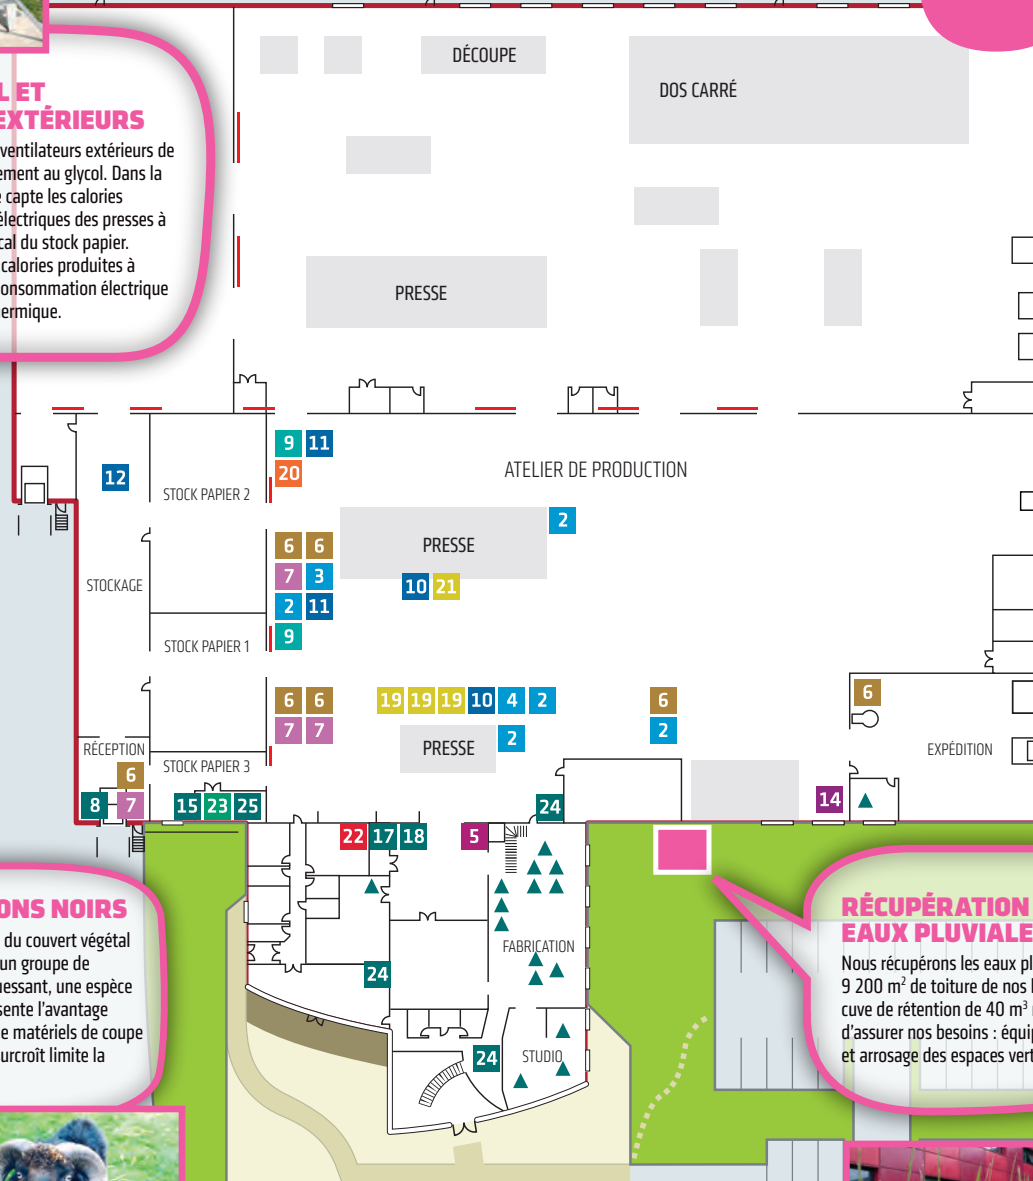 DÉCOUPE
DOS CARRÉ
L ET
EXTÉRIEURS
ventilateurs extérieurs de
ement au glycol. Dans la
e capte les calories
électriques des presses à
cal du stock papier.
calories produites à
onsommation électrique
ermique.
PRESSE
9 11
20
12
STOCK PAPIER 2
ATELIER DE PRODUCTION
2
PRESSE
6 6
7 3
2 11
9
10 21
STOCKAGE
STOCK PAPIER 1
6 6
7 7
19 19 19 10 4 2
2
PRESSE
6
2
6
RÉCEPTION
STOCK PAPIER 3
EXPÉDITION
6
8 7
15 23 25
24
14
22 17 18
5
ONS NOIRS
du couvert végétal
un groupe de
uessant, une espèce
sente l'avantage
e matériels de coupe
urcroît limite la
FABRICATION
24
24
STUDIO
RÉCUPÉRATION
EAUX PLUVIALE
Nous récupérons les eaux pl
9 200 m² de toiture de nos
cuve de rétention de 40 m³
d'assurer nos besoins : équip
et arrosage des espaces vert